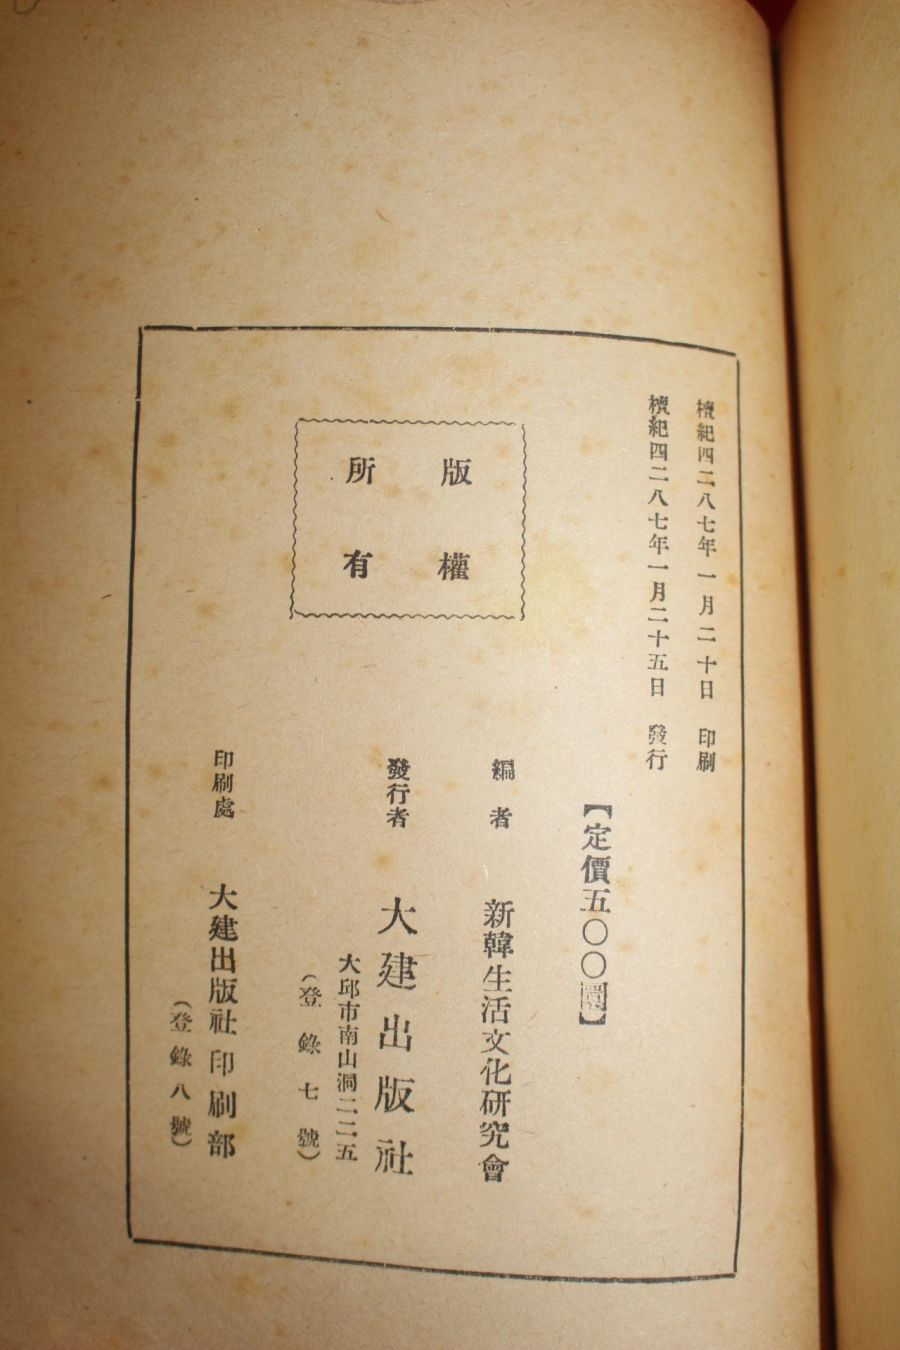 檀紀四二八七年一月二十日 印刷
檀紀四二八七年一月二十五日 發行
【定價五〇〇圜】
版權
所有
編者 新韓生活文化研究會
發行者 大建出版社
大邱市南山洞二二五
(登錄七號)
印刷處 大建出版社印刷部
(登錄八號)